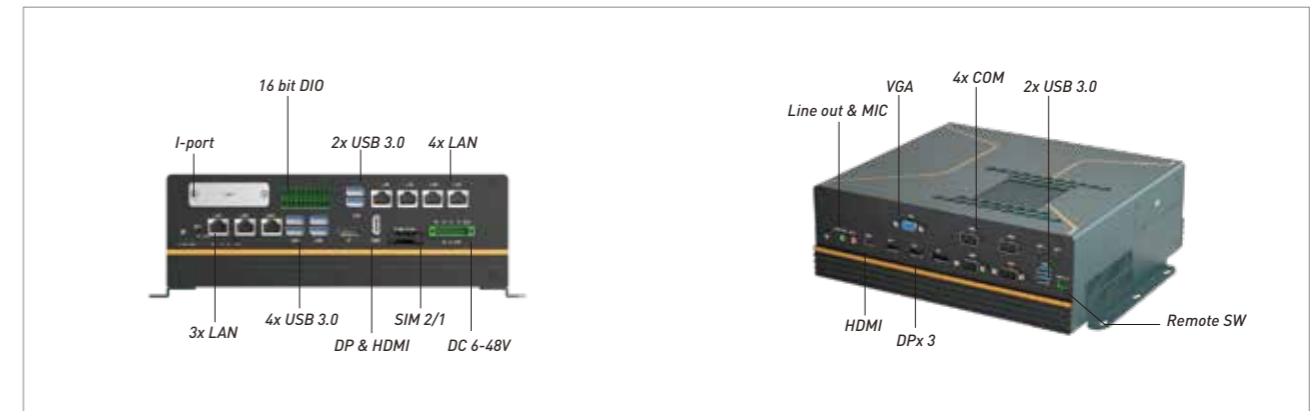 16 bit DIO
I-port
2x USB 3.0
4x LAN
3x LAN
4x USB 3.0
DP & HDMI
SIM 2/1
DC 6-48V
Line out & MIC
VGA
4x COM
2x USB 3.0
HDMI
DPx 3
Remote SW